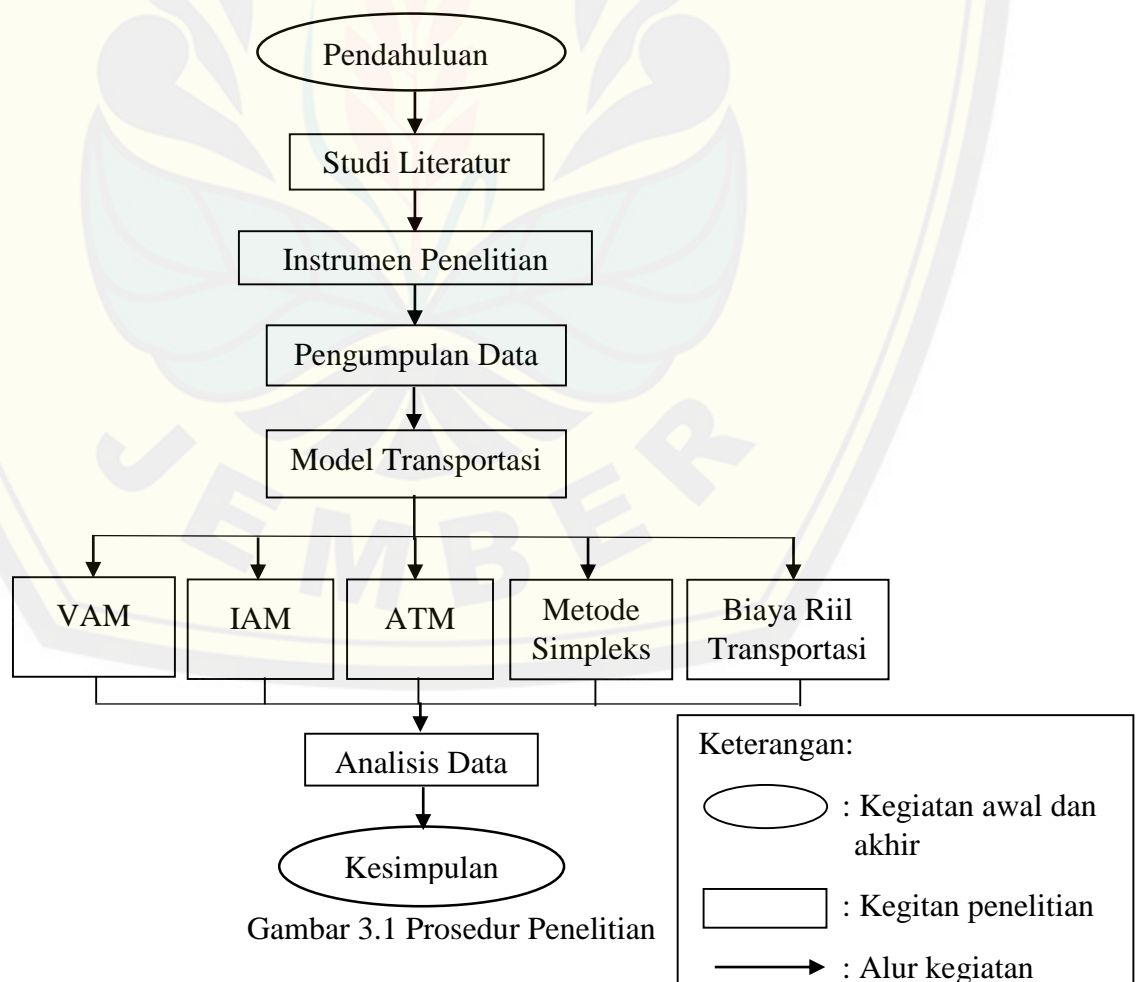 Pendahuluan
Studi Literatur
Instrumen Penelitian
Pengumpulan Data
Model Transportasi
VAM
IAM
ATM
Metode
Simpleks
Biaya Riil
Transportasi
Analisis Data
Kesimpulan
Gambar 3.1 Prosedur Penelitian
Keterangan:
: Kegiatan awal dan
akhir
: Kegitan penelitian
: Alur kegiatan
JEMBER